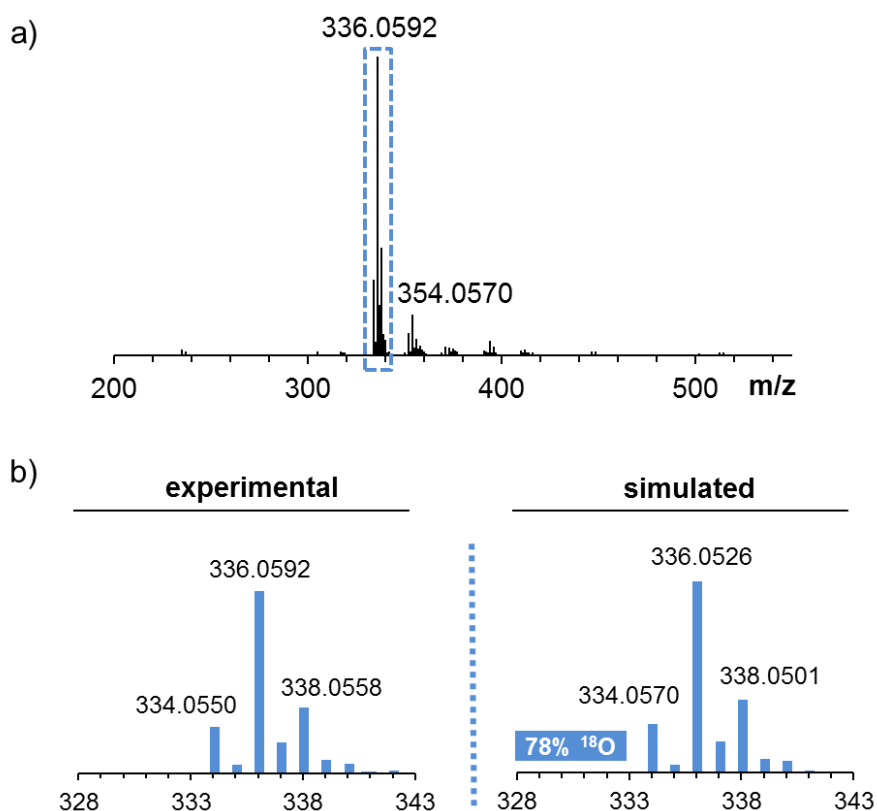 a)
336.0592
354.0570
200 300 400 500 m/z
b)
experimental simulated
336.0592 336.0526
334.0550 338.0558 334.0570 338.0501
78% ¹⁸O
328 333 338 343 328 333 338 343